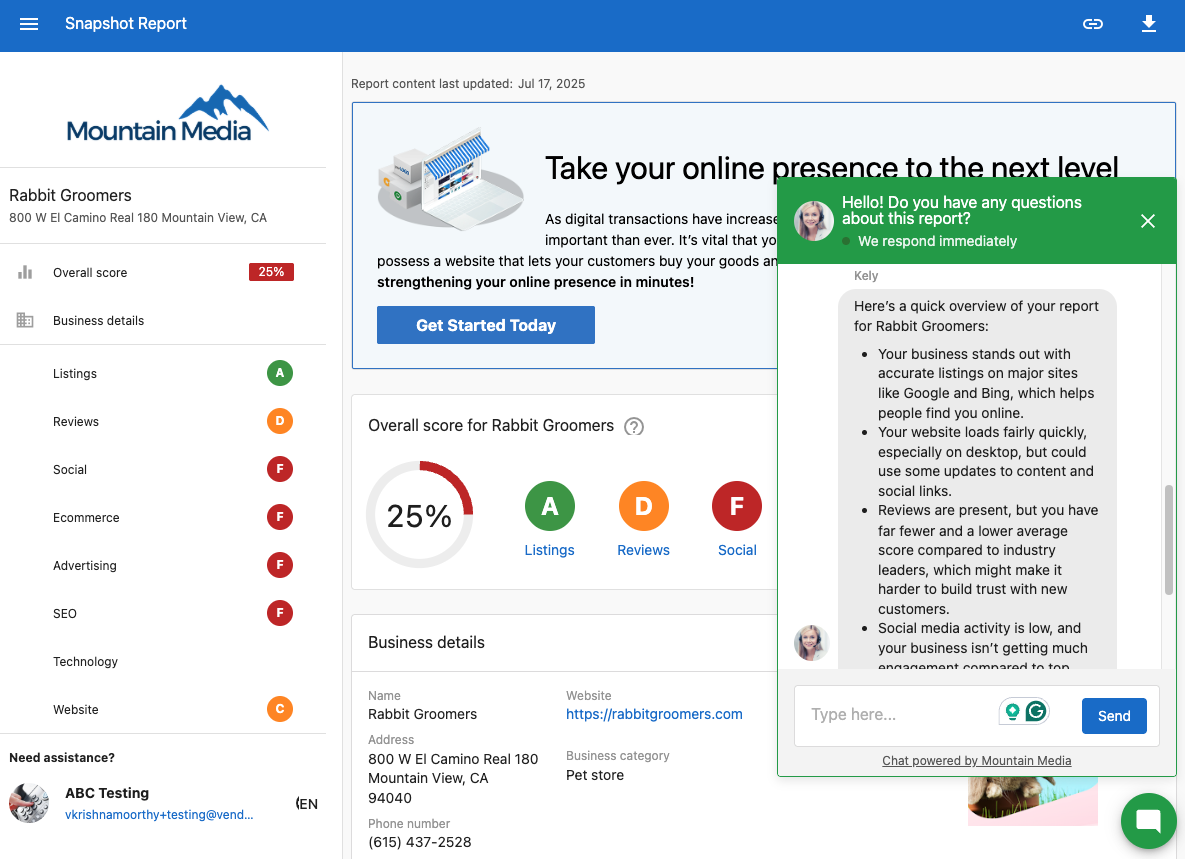 Snapshot Report
Mountain Media
Rabbit Groomers
800 W El Camino Real 180 Mountain View, CA
Overall score
25%
Business details
Listings
A
Reviews
D
Social
F
Ecommerce
F
Advertising
F
SEO
F
Technology
Website
C
Need assistance?
ABC Testing
vkrishnamoorthy+testing@vend...
EN
Report content last updated: Jul 17, 2025
Take your online presence to the next level
As digital transactions have increase
important than ever. It's vital that yo
possess a website that lets your customers buy your goods an
strengthening your online presence in minutes!
Get Started Today
Overall score for Rabbit Groomers
25%
A
Listings
D
Reviews
F
Social
Business details
Name
Rabbit Groomers
Address
800 W El Camino Real 180
Mountain View, CA
94040
Phone number
(615) 437-2528
Website
https://rabbitgroomers.com
Business category
Pet store
Hello! Do you have any questions
about this report?
We respond immediately
Kely
Here's a quick overview of your report
for Rabbit Groomers:
• Your business stands out with
accurate listings on major sites
like Google and Bing, which helps
people find you online.
• Your website loads fairly quickly,
especially on desktop, but could
use some updates to content and
social links.
• Reviews are present, but you have
far fewer and a lower average
score compared to industry
leaders, which might make it
harder to build trust with new
customers.
• Social media activity is low, and
your business isn't getting much
engagement compared to top
Type here...
Send
Chat powered by Mountain Media